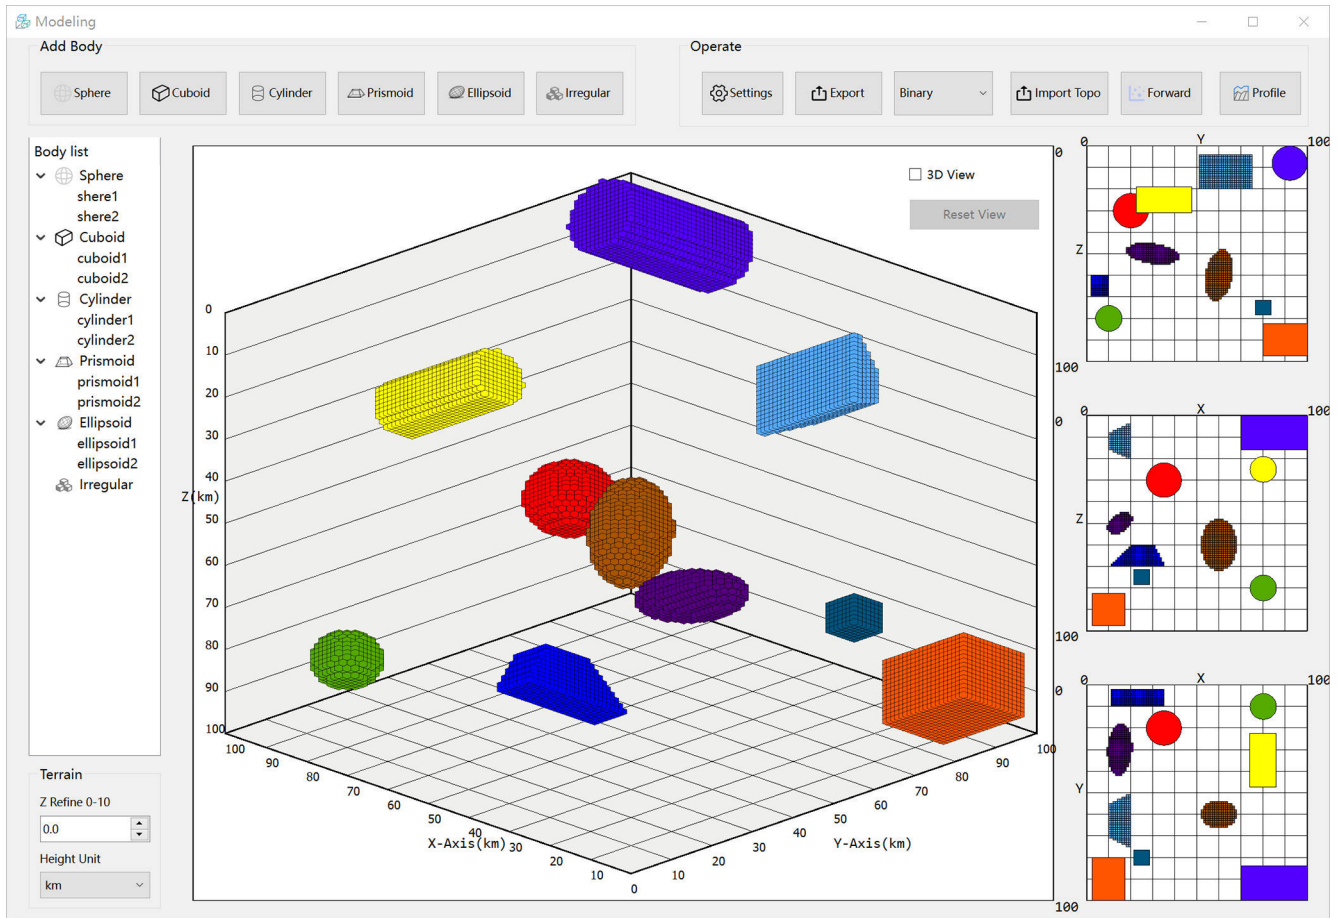 Modeling
Add Body
Operate
Sphere
Cuboid
Cylinder
Prismoid
Ellipsoid
Irregular
Settings
Export
Binary
Import Topo
Forward
Profile
Body list
Sphere
shere1
shere2
Cuboid
cuboid1
cuboid2
Cylinder
cylinder1
cylinder2
Prismoid
prismoid1
prismoid2
Ellipsoid
ellipsoid1
ellipsoid2
Irregular
Terrain
Z Refine 0-10
0.0
Height Unit
km
3D View
Reset View
0
10
20
30
40
Z(km)
50
60
70
80
90
100
100
90
80
70
60
50
40
30
20
10
0
X-Axis(km)
10
20
30
40
50
60
70
80
90
100
Y-Axis(km)
0
Y
100
0
Z
100
0
X
100
0
Z
100
0
X
100
0
Y
100